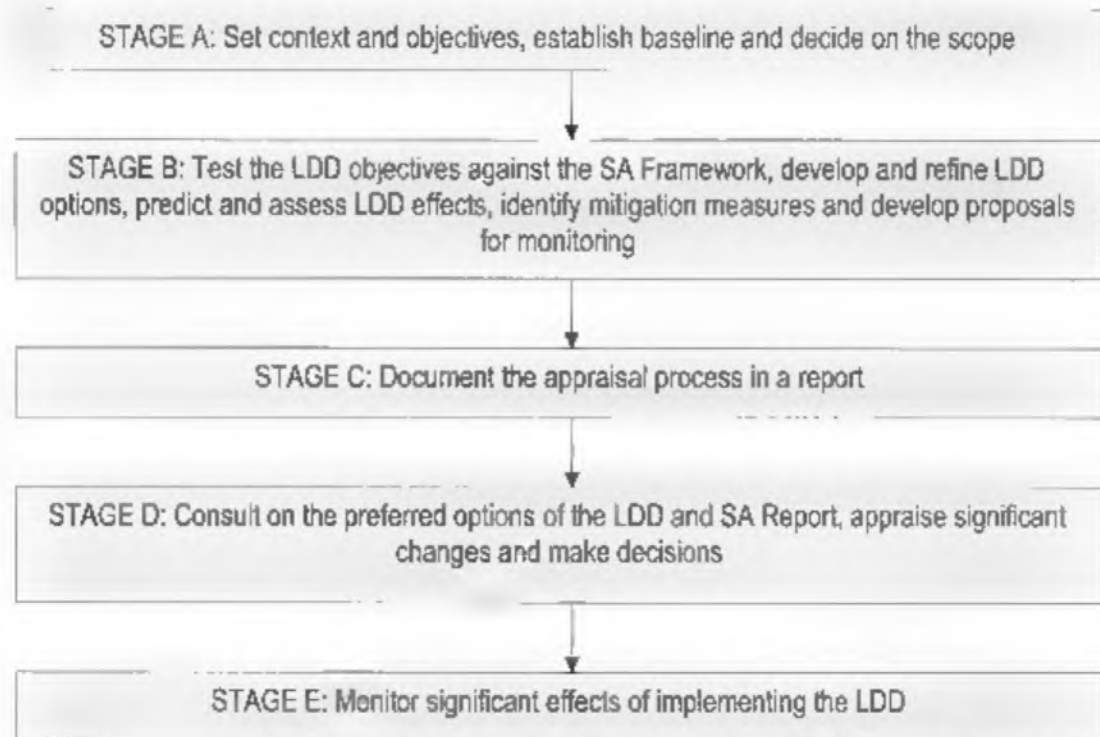 STAGE A: Set context and objectives, establish baseline and decide on the scope
STAGE B: Test the LDD objectives against the SA Framework, develop and refine LDD
options, predict and assess LDD effects, identify mitigation measures and develop proposals
for monitoring
STAGE C: Document the appraisal process in a report
STAGE D: Consult on the preferred options of the LDD and SA Report, appraise significant
changes and make decisions
STAGE E: Monitor significant effects of implementing the LDD